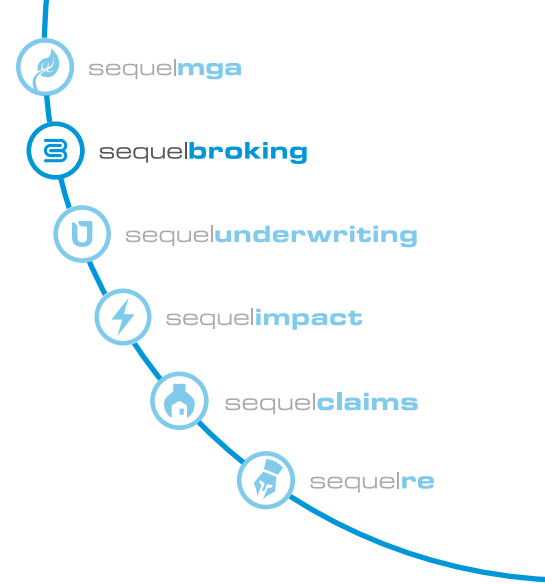 sequelmga
sequelbroking
sequelunderwriting
sequelimpact
sequelclaims
sequelre